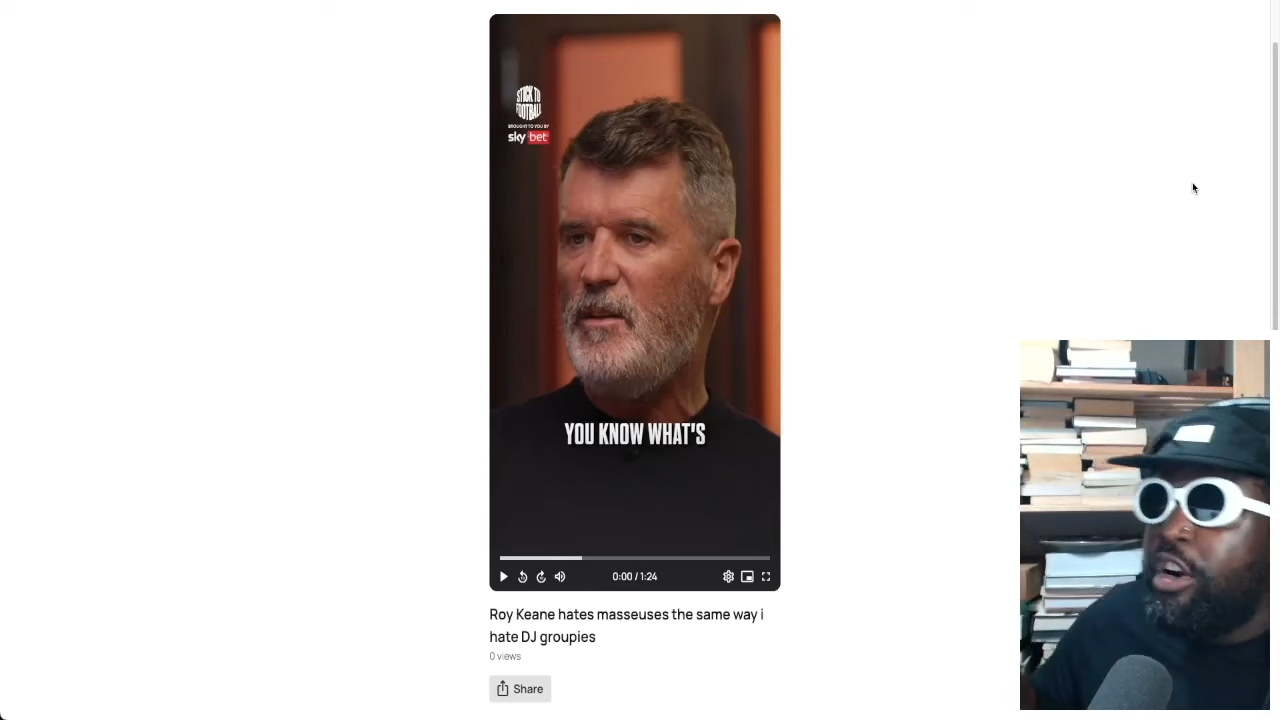 STICK TO
FOOTBALL
BROUGHT TO YOU BY
sky bet
YOU KNOW WHAT'S
0:00 / 1:24
Roy Keane hates masseuses the same way i
hate DJ groupies
0 views
Share